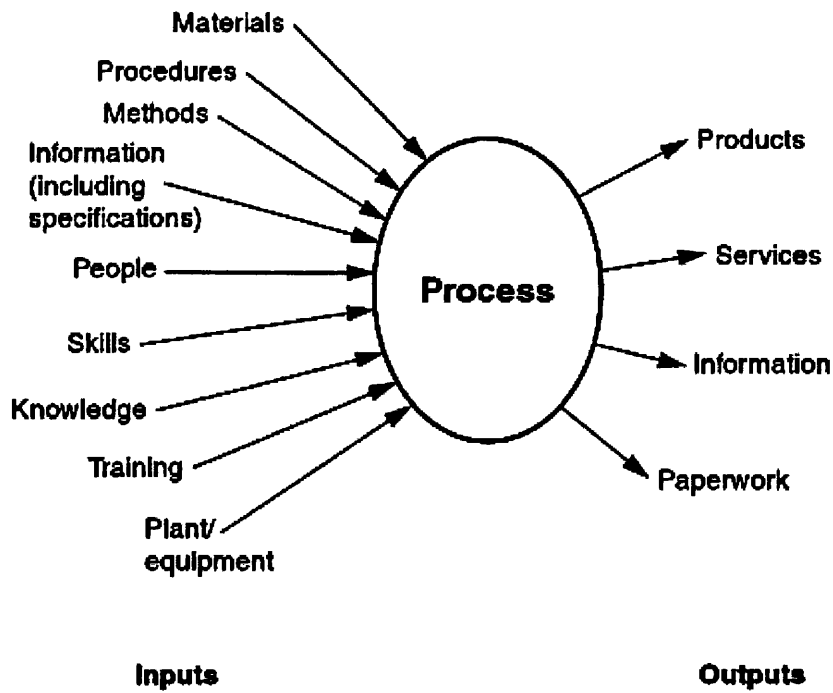 Materials
Procedures
Methods
Information
(including
specifications)
People
Skills
Knowledge
Training
Plant/
equipment
Process
Products
Services
Information
Paperwork
Inputs
Outputs